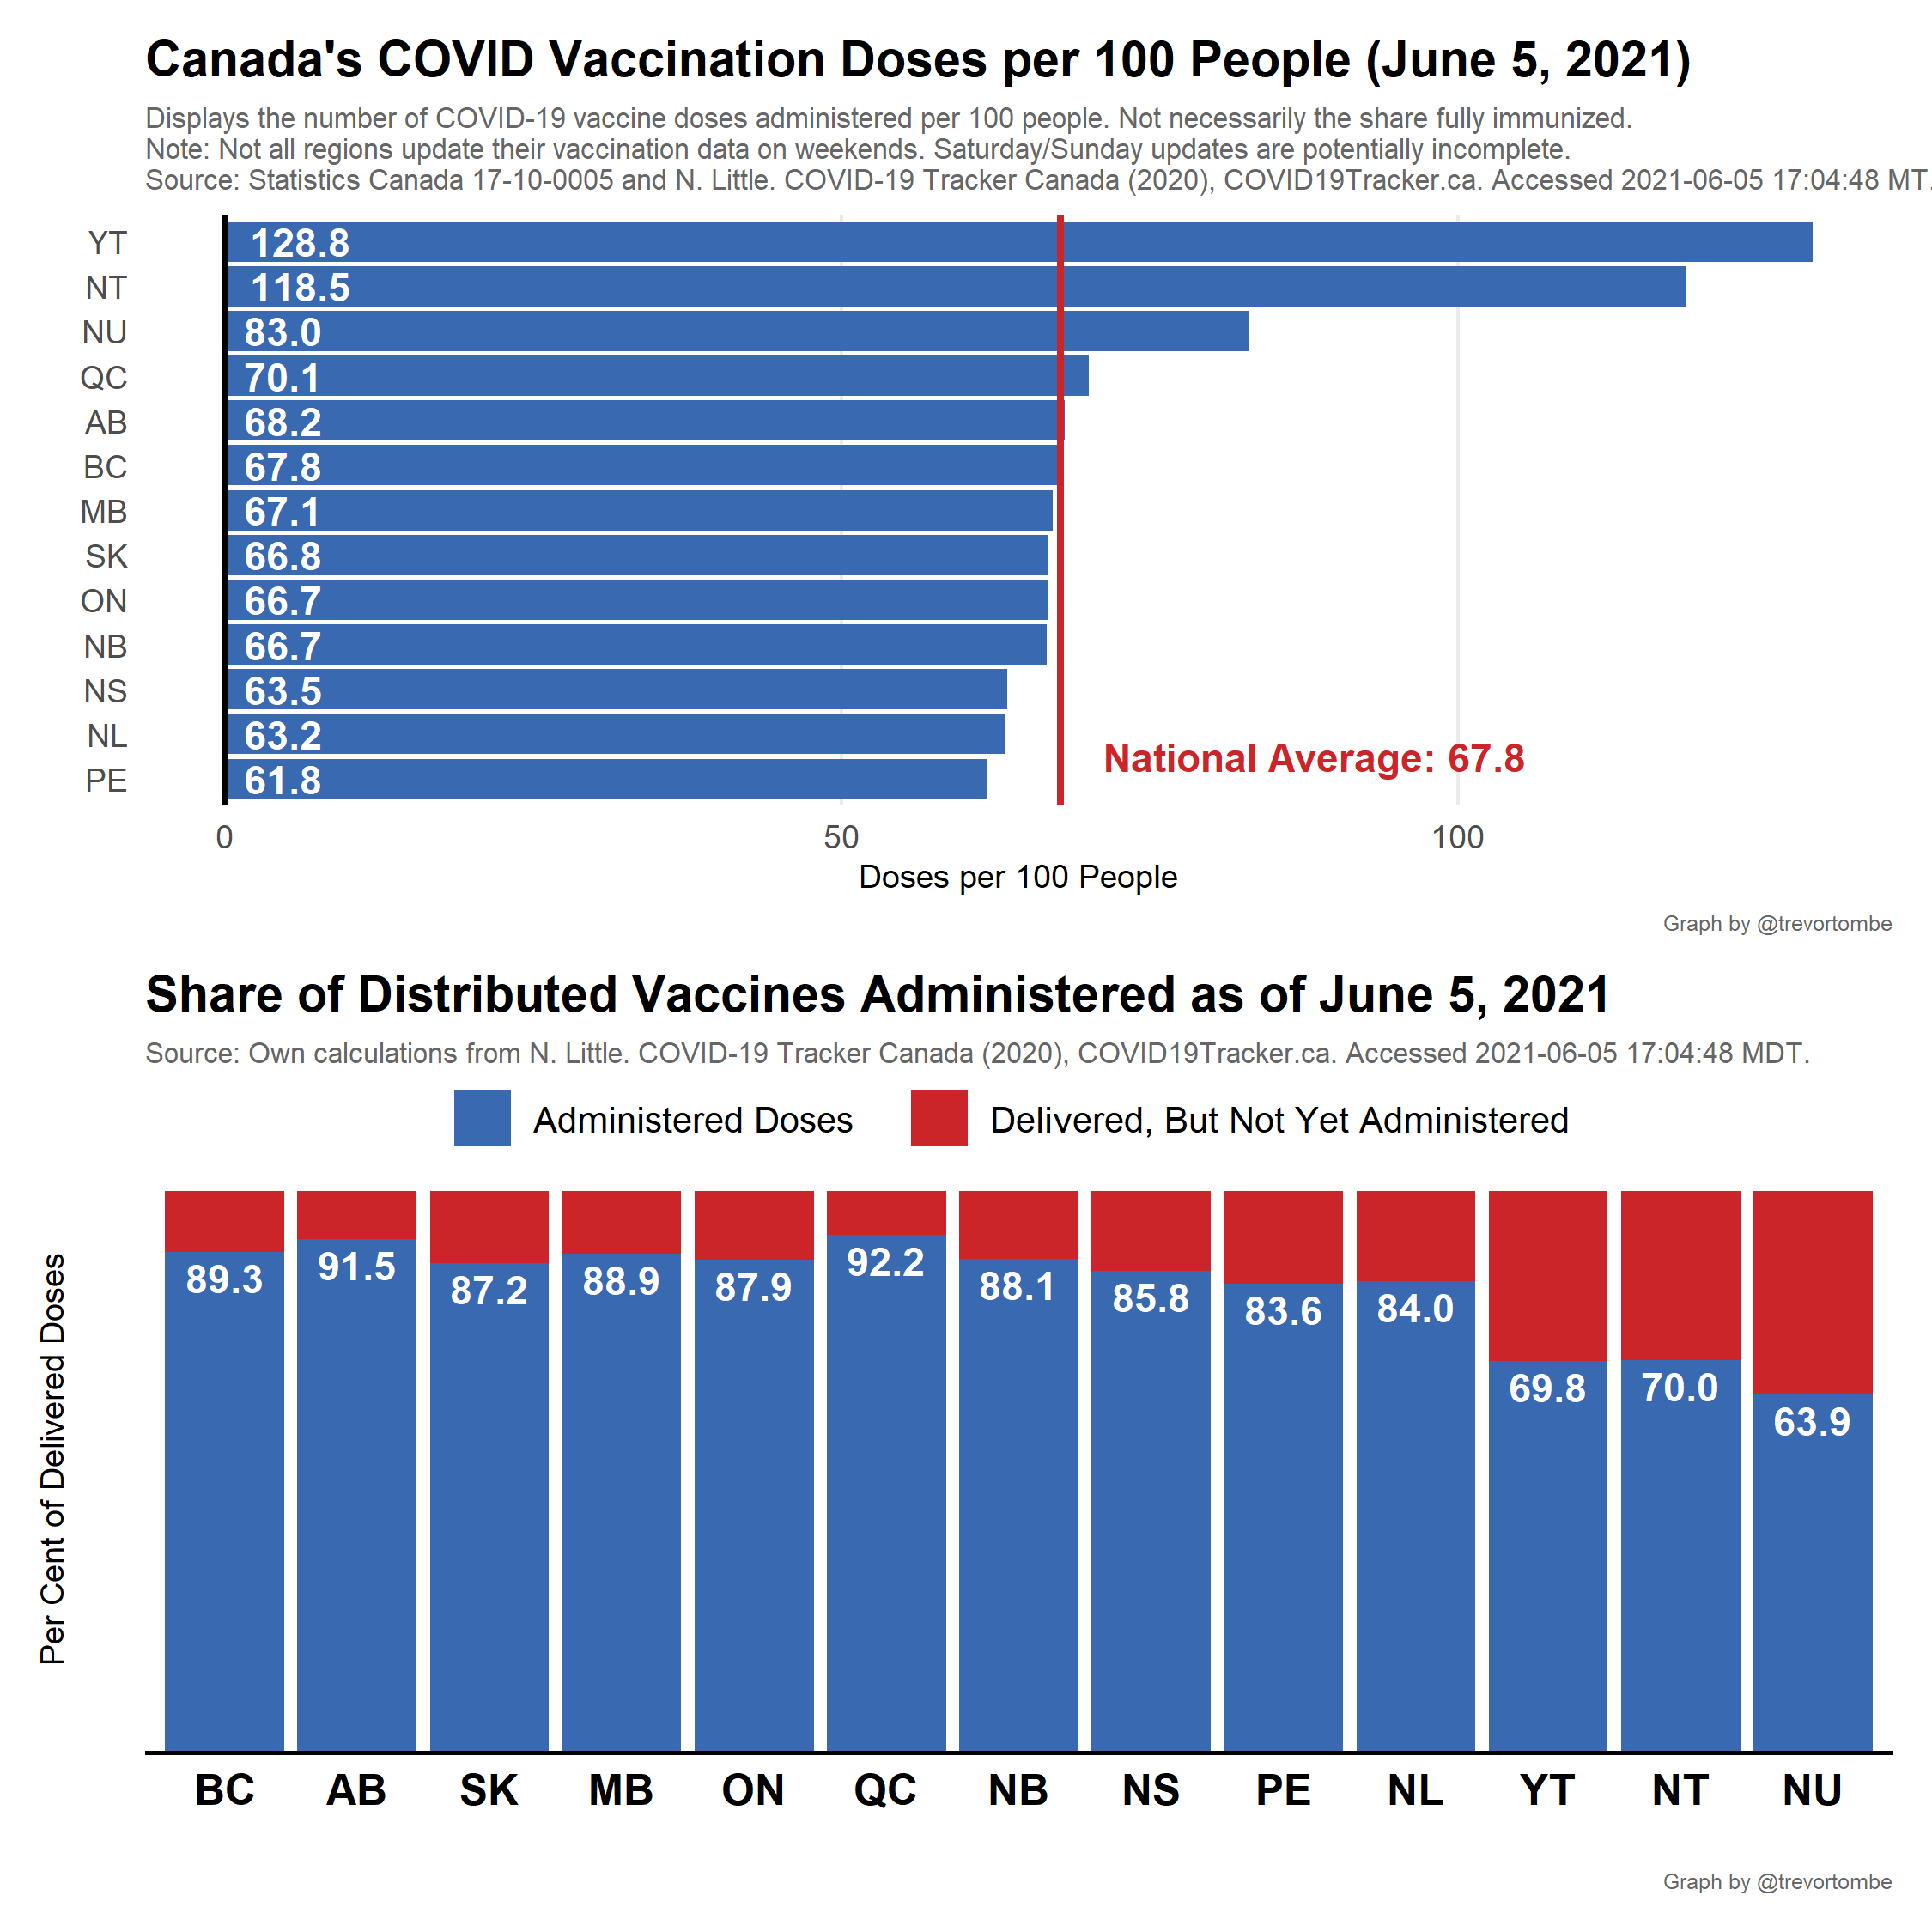 Canada's COVID Vaccination Doses per 100 People (June 5, 2021)
Displays the number of COVID-19 vaccine doses administered per 100 people. Not necessarily the share fully immunized.
Note: Not all regions update their vaccination data on weekends. Saturday/Sunday updates are potentially incomplete.
Source: Statistics Canada 17-10-0005 and N. Little. COVID-19 Tracker Canada (2020), COVID19Tracker.ca. Accessed 2021-06-05 17:04:48 MT.
YT 128.8
NT 118.5
NU 83.0
QC 70.1
AB 68.2
BC 67.8
MB 67.1
SK 66.8
ON 66.7
NB 66.7
NS 63.5
NL 63.2
National Average: 67.8
PE 61.8
0 50 100
Doses per 100 People
Graph by @trevortombe
Share of Distributed Vaccines Administered as of June 5, 2021
Source: Own calculations from N. Little. COVID-19 Tracker Canada (2020), COVID19Tracker.ca. Accessed 2021-06-05 17:04:48 MDT.
Administered Doses Delivered, But Not Yet Administered
Per Cent of Delivered Doses
89.3 91.5 87.2 88.9 87.9 92.2 88.1 85.8 83.6 84.0 69.8 70.0 63.9
BC AB SK MB ON QC NB NS PE NL YT NT NU
Graph by @trevortombe